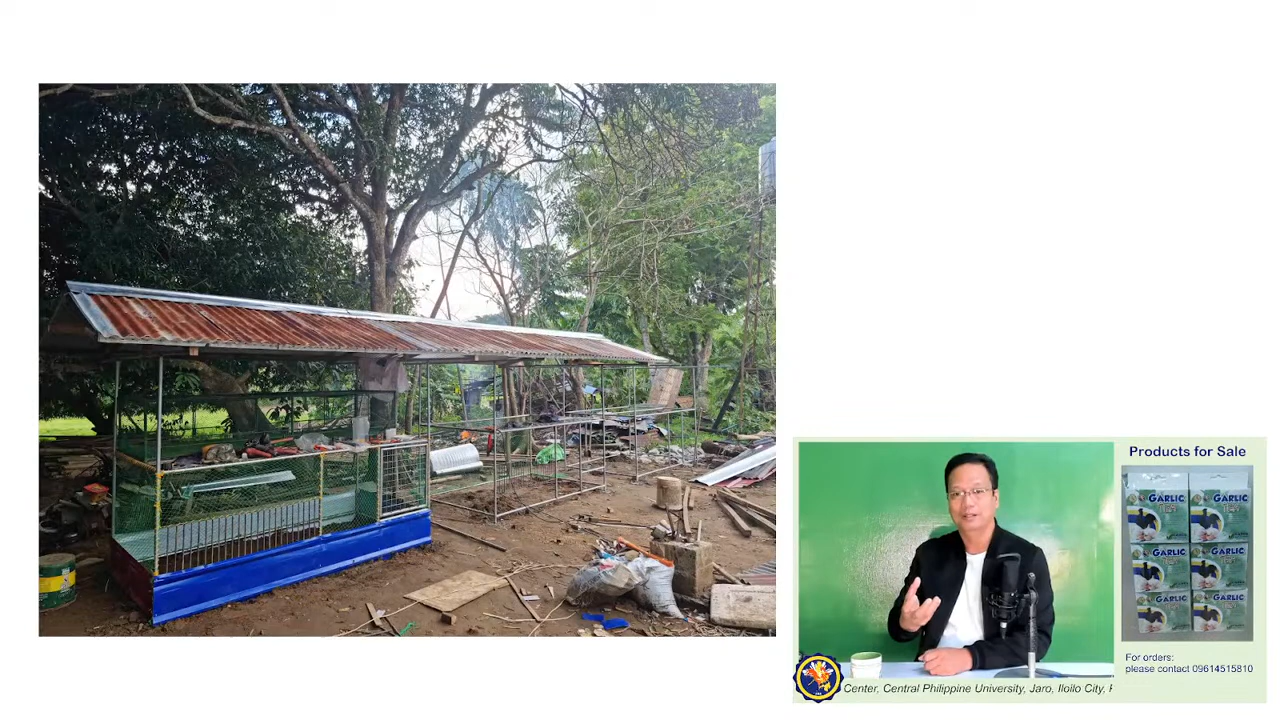 Products for Sale
GARLIC
GARLIC
GARLIC
GARLIC
GARLIC
GARLIC
For orders:
please contact 09614515810
Center, Central Philippine University, Jaro, Iloilo City,